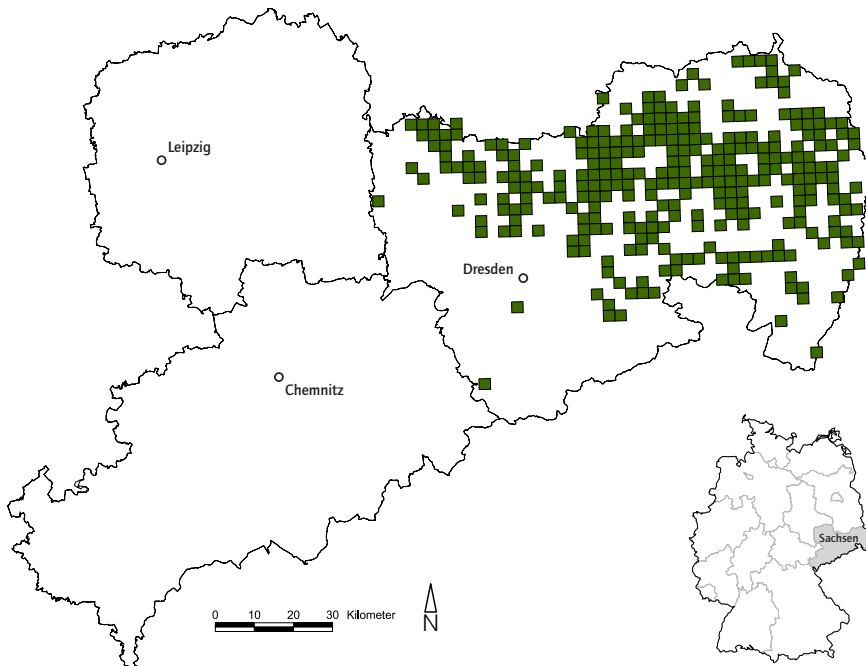 Leipzig
Dresden
Chemnitz
Sachsen
0 10 20 30 Kilometer
N